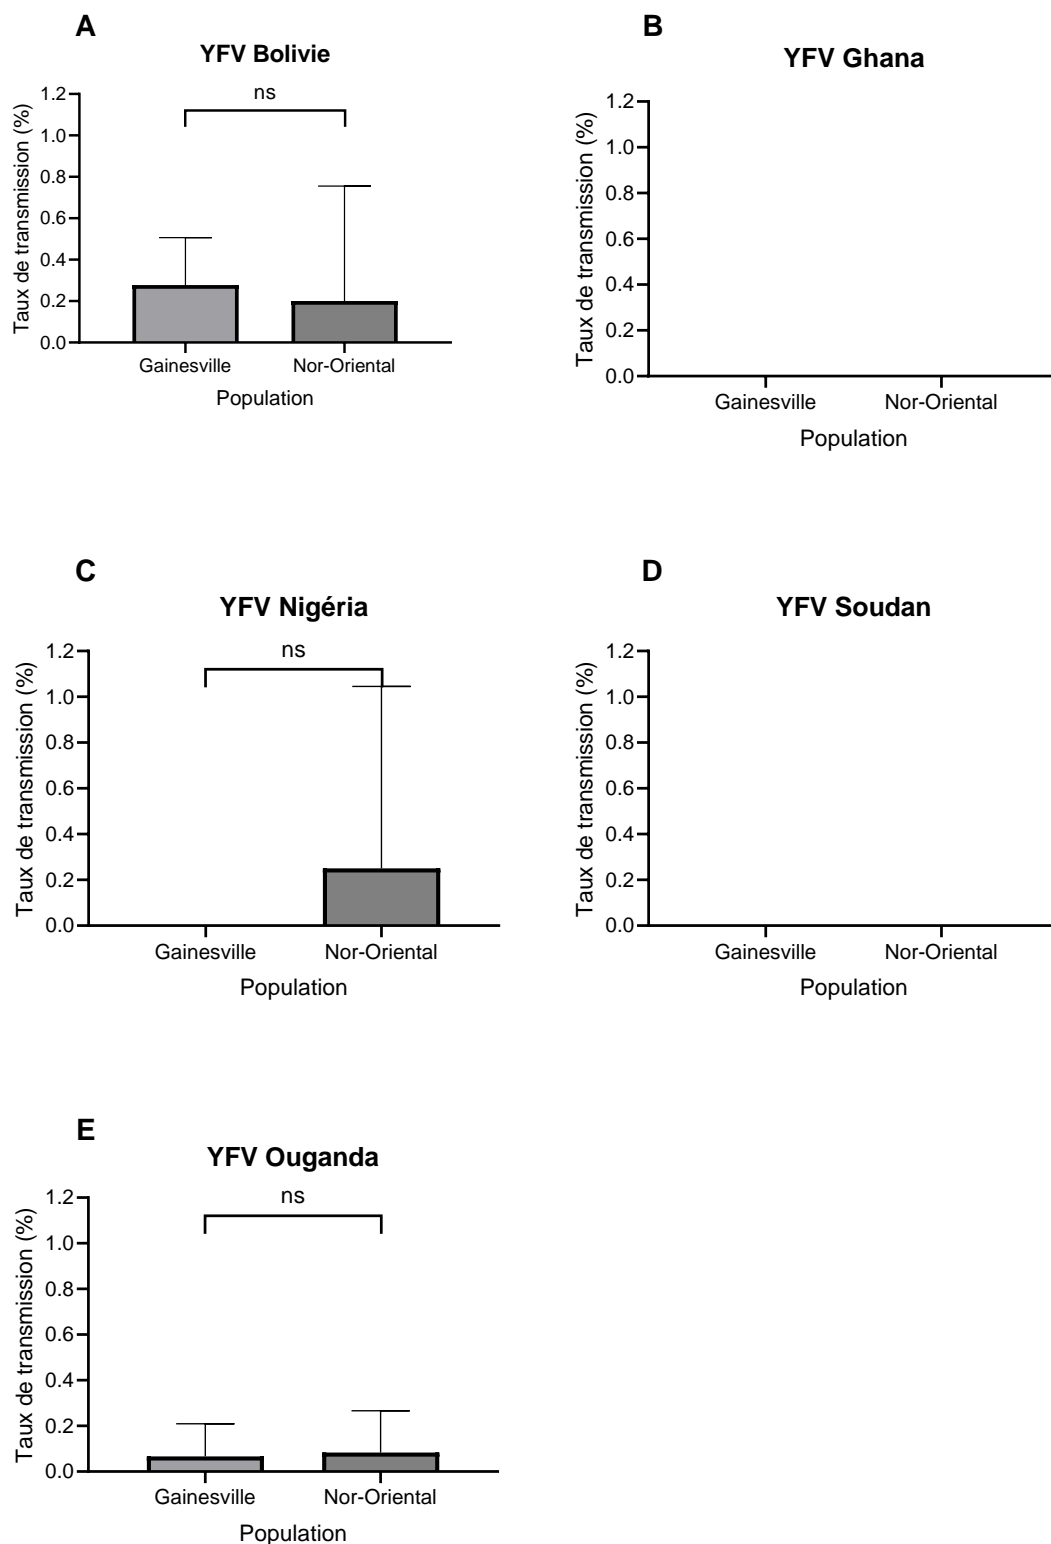 A
YFV Bolivie
ns
Taux de transmission (%)
1.2
1.0
0.8
0.6
0.4
0.2
0.0
Gainesville Nor-Oriental
Population
B
YFV Ghana
Taux de transmission (%)
1.2
1.0
0.8
0.6
0.4
0.2
0.0
Gainesville Nor-Oriental
Population
C
YFV Nigéria
ns
Taux de transmission (%)
1.2
1.0
0.8
0.6
0.4
0.2
0.0
Gainesville Nor-Oriental
Population
D
YFV Soudan
Taux de transmission (%)
1.2
1.0
0.8
0.6
0.4
0.2
0.0
Gainesville Nor-Oriental
Population
E
YFV Ouganda
ns
Taux de transmission (%)
1.2
1.0
0.8
0.6
0.4
0.2
0.0
Gainesville Nor-Oriental
Population